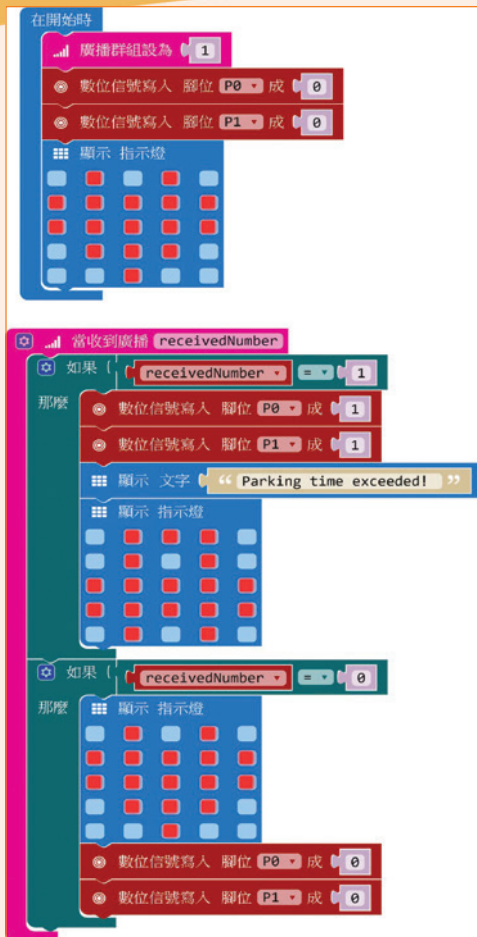 在開始時
廣播群組設為 1
數位信號寫入 腳位 P0 成 0
數位信號寫入 腳位 P1 成 0
顯示 指示燈
當收到廣播 receivedNumber
如果 receivedNumber = 1
那麼 數位信號寫入 腳位 P0 成 1
數位信號寫入 腳位 P1 成 1
顯示 文字 “ Parking time exceeded! ”
顯示 指示燈
如果 receivedNumber = 0
那麼 顯示 指示燈
數位信號寫入 腳位 P0 成 0
數位信號寫入 腳位 P1 成 0